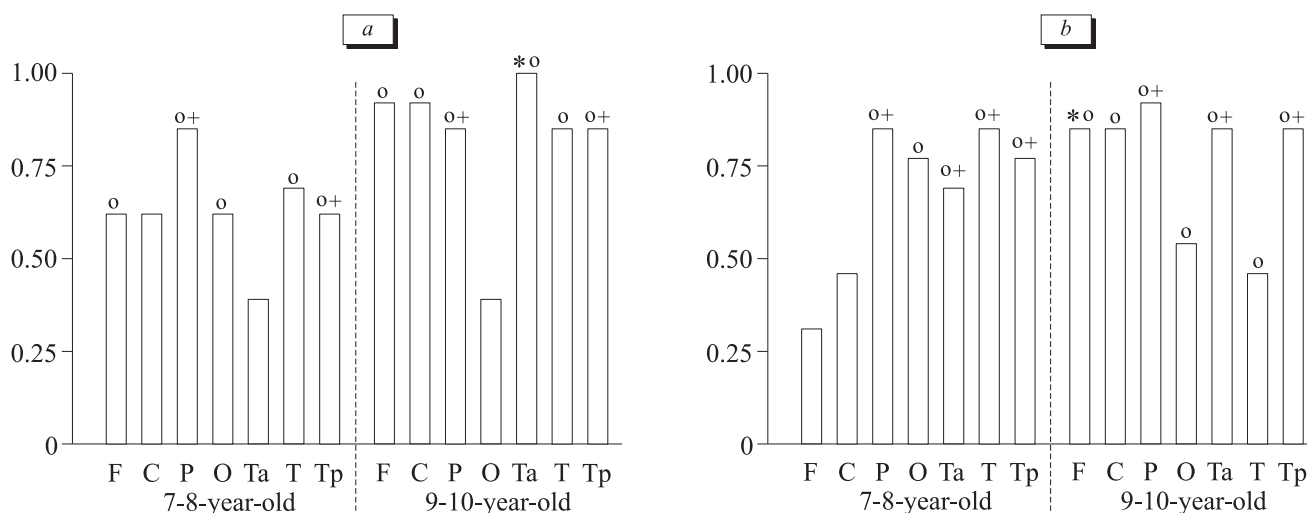 a
1.00
0.75
0.50
0.25
0
o
o+
o
o
o+
o
o
o+
*o
o
o+
F C P O Ta T Tp F C P O Ta T Tp
7-8-year-old 9-10-year-old
b
1.00
0.75
0.50
0.25
0
o+
o
o+
o+
o+
*o
o
o+
o
o+
o
o+
F C P O Ta T Tp F C P O Ta T Tp
7-8-year-old 9-10-year-old